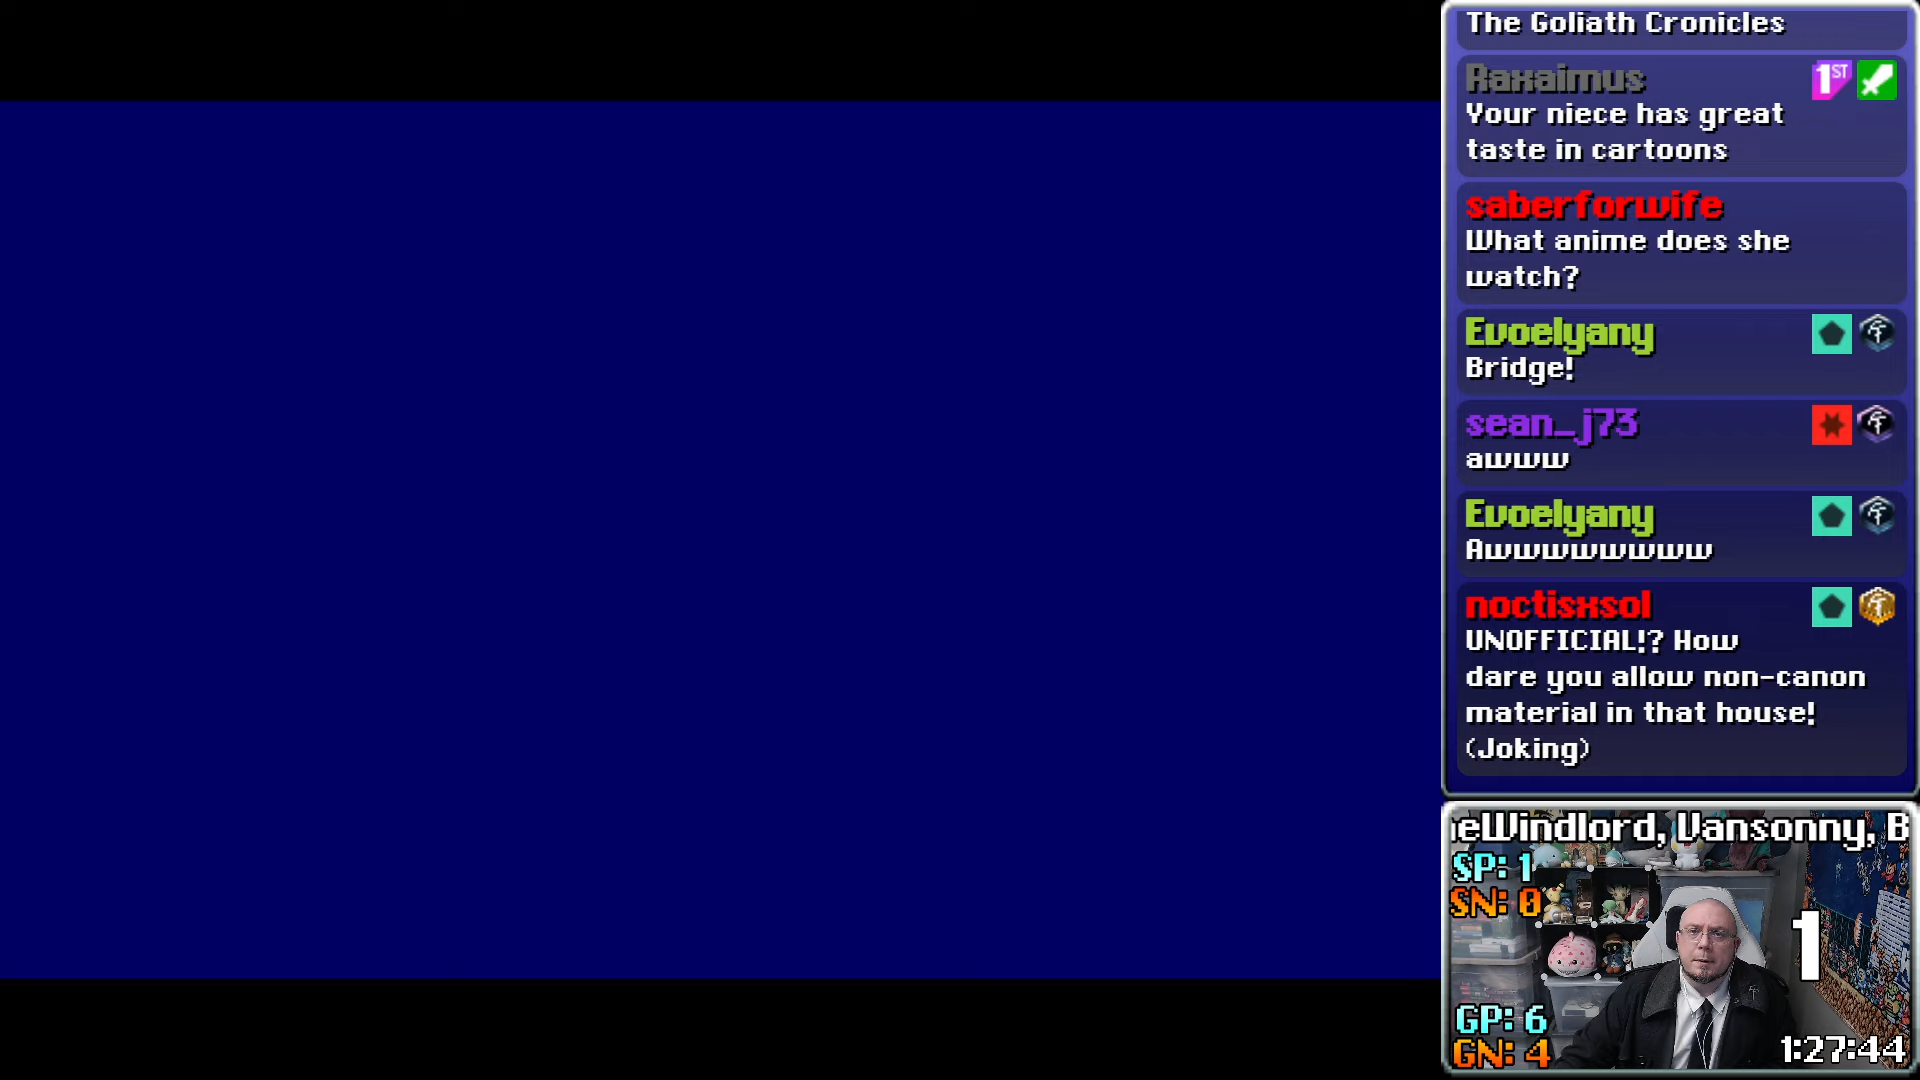 The Goliath Cronicles
Raxaimus
1ST
Your niece has great
taste in cartoons
saberforwife
What anime does she
watch?
Evoelyany
Bridge!
sean_j73
awww
Evoelyany
Awwwwwwww
noctisxsol
UNOFFICIAL!? How
dare you allow non-canon
material in that house!
(Joking)
eWindlord, Vansonny, B
SP: 1
SN: 0
1
GP: 6
GN: 4
1:27:44